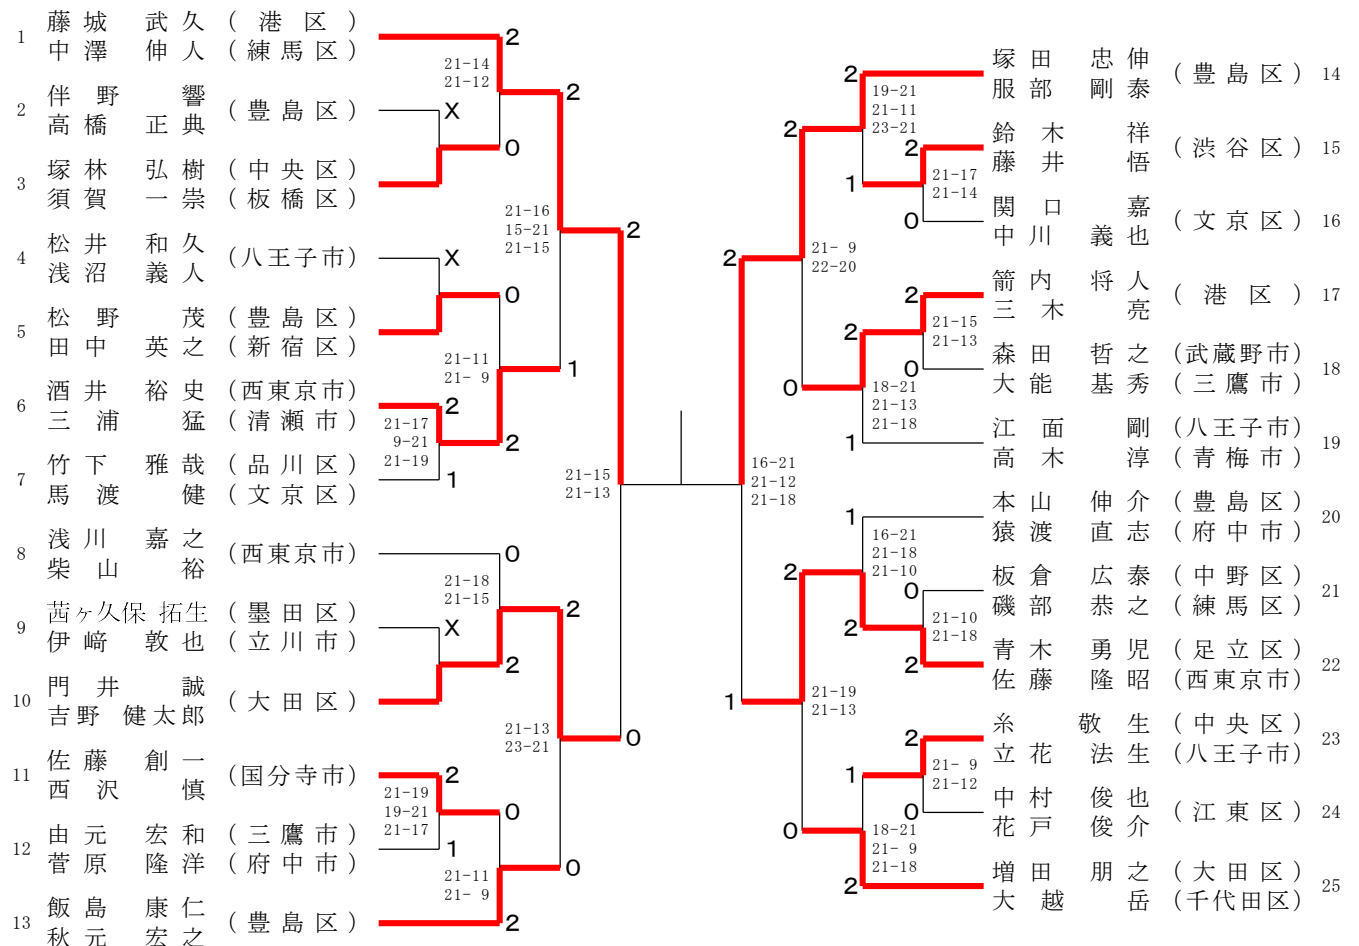 1 藤城 武久 (港区)
中澤 伸人 (練馬区)
2 伴野 響 (豊島区)
高橋 正典
3 塚林 弘樹 (中央区)
須賀 一崇 (板橋区)
4 松井 和久 (八王子市)
浅沼 義人
5 松野 茂 (豊島区)
田中 英之 (新宿区)
6 酒井 裕史 (西東京市)
三浦 猛 (清瀬市)
7 竹下 雅哉 (品川区)
馬渡 健 (文京区)
8 浅川 嘉之 (西東京市)
柴山 裕
9 茜ヶ久保 拓生 (墨田区)
伊﨑 敦也 (立川市)
10 門井 誠 (大田区)
吉野 健太郎
11 佐藤 創一 (国分寺市)
西沢 慎
12 由元 宏和 (三鷹市)
菅原 隆洋 (府中市)
13 飯島 康仁 (豊島区)
秋元 宏之
2
21-14
21-12
X
0
2
21-16
15-21
21-15
X
0
21-11
21- 9
2
21-17
9-21
21-19
1
2
1
2
0
21-18
21-15
X
2
2
21-13
23-21
2
21-19
19-21
21-17
1
0
21-11
21- 9
2
0
0
21-15
21-13
塚田 忠伸 (豊島区) 14
服部 剛泰
鈴木 祥 (渋谷区) 15
藤井 悟
関口 嘉 (文京区) 16
中川 義也
箭内 将人 (港区) 17
三木 亮
森田 哲之 (武蔵野市) 18
大能 基秀 (三鷹市)
江面 剛 (八王子市) 19
高木 淳 (青梅市)
本山 伸介 (豊島区) 20
猿渡 直志 (府中市)
板倉 広泰 (中野区) 21
磯部 恭之 (練馬区)
青木 勇児 (足立区) 22
佐藤 隆昭 (西東京市)
糸 敬生 (中央区) 23
立花 法生 (八王子市)
中村 俊也 (江東区) 24
花戸 俊介
増田 朋之 (大田区) 25
大越 岳 (千代田区)
2
19-21
21-11
23-21
2
21-17
21-14
0
1
2
21- 9
22-20
2
21-15
21-13
0
2
18-21
21-13
21-18
1
0
2
16-21
21-12
21-18
1
16-21
21-18
21-10
0
21-10
21-18
2
2
2
21-19
21-13
1
2
21- 9
21-12
0
1
18-21
21- 9
21-18
2
0